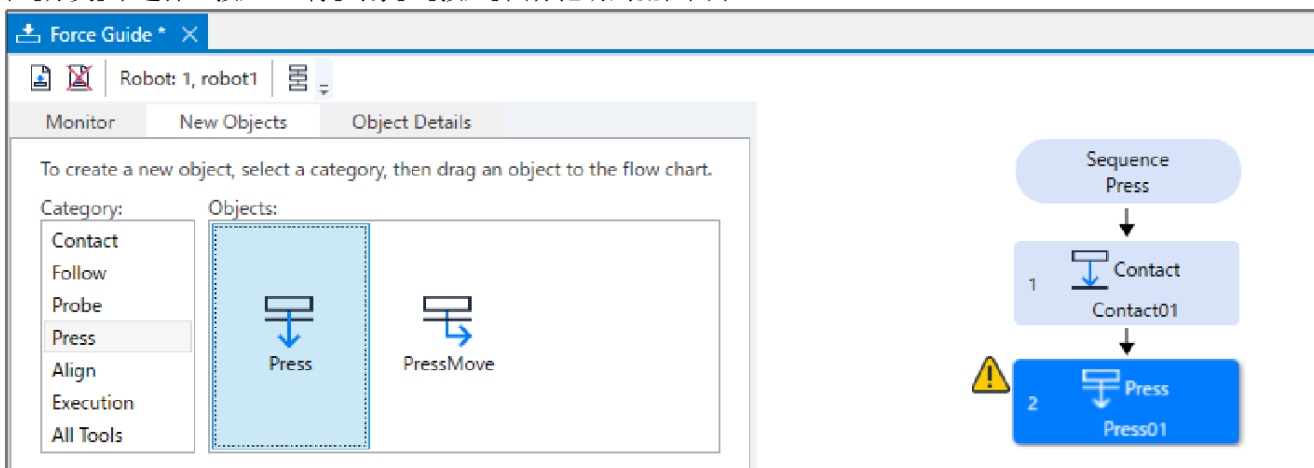 Force Guide *
Robot: 1, robot1
Monitor New Objects Object Details
To create a new object, select a category, then drag an object to the flow chart.
Category: Objects:
Contact
Follow
Probe
Press
Align
Execution
All Tools
Press PressMove
Sequence
Press
1 Contact
Contact01
2 Press
Press01